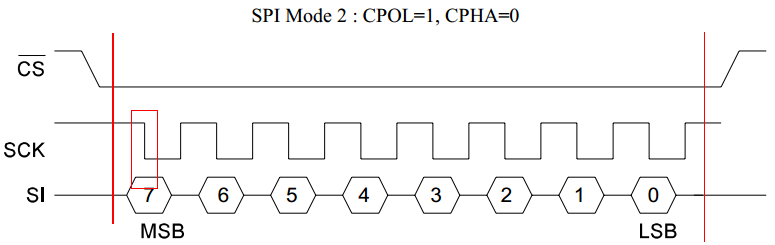 SPI Mode 2 : CPOL=1, CPHA=0
CS
SCK
SI 7 6 5 4 3 2 1 0
MSB LSB